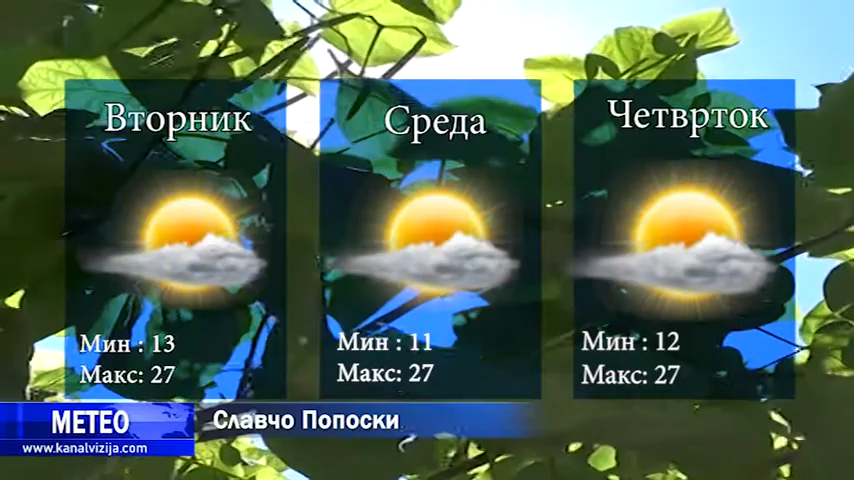 Вторник
Среда
Четврток
Мин : 13
Макс: 27
Мин : 11
Макс: 27
Мин : 12
Макс: 27
МЕТЕО
Славчо Попоски
www.kanalvizija.com